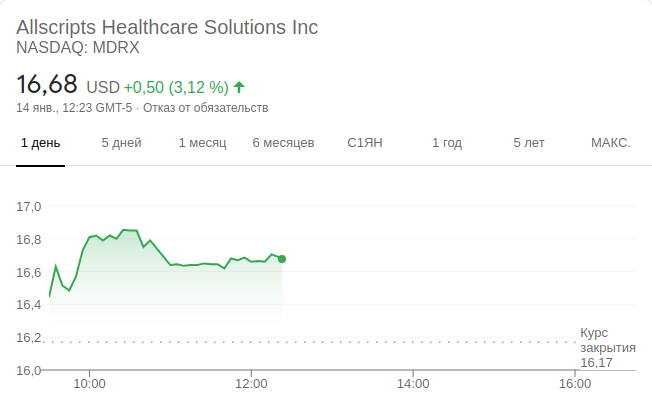 Allscripts Healthcare Solutions Inc
NASDAQ: MDRX
16,68 USD +0,50 (3,12 %)
14 янв., 12:23 GMT-5 · Отказ от обязательств
1 день 5 дней 1 месяц 6 месяцев С1ЯН 1 год 5 лет МАКС.
17,0
16,8
16,6
16,4
16,2
16,0
Курс
закрытия
16,17
10:00 12:00 14:00 16:00